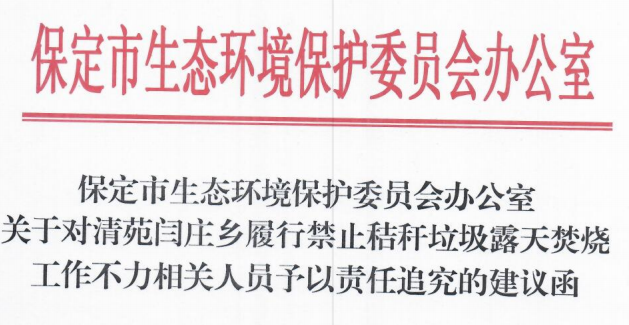 保定市生态环境保护委员会办公室
保定市生态环境保护委员会办公室
关于对清苑闫庄乡履行禁止秸秆垃圾露天焚烧
工作不力相关人员予以责任追究的建议函